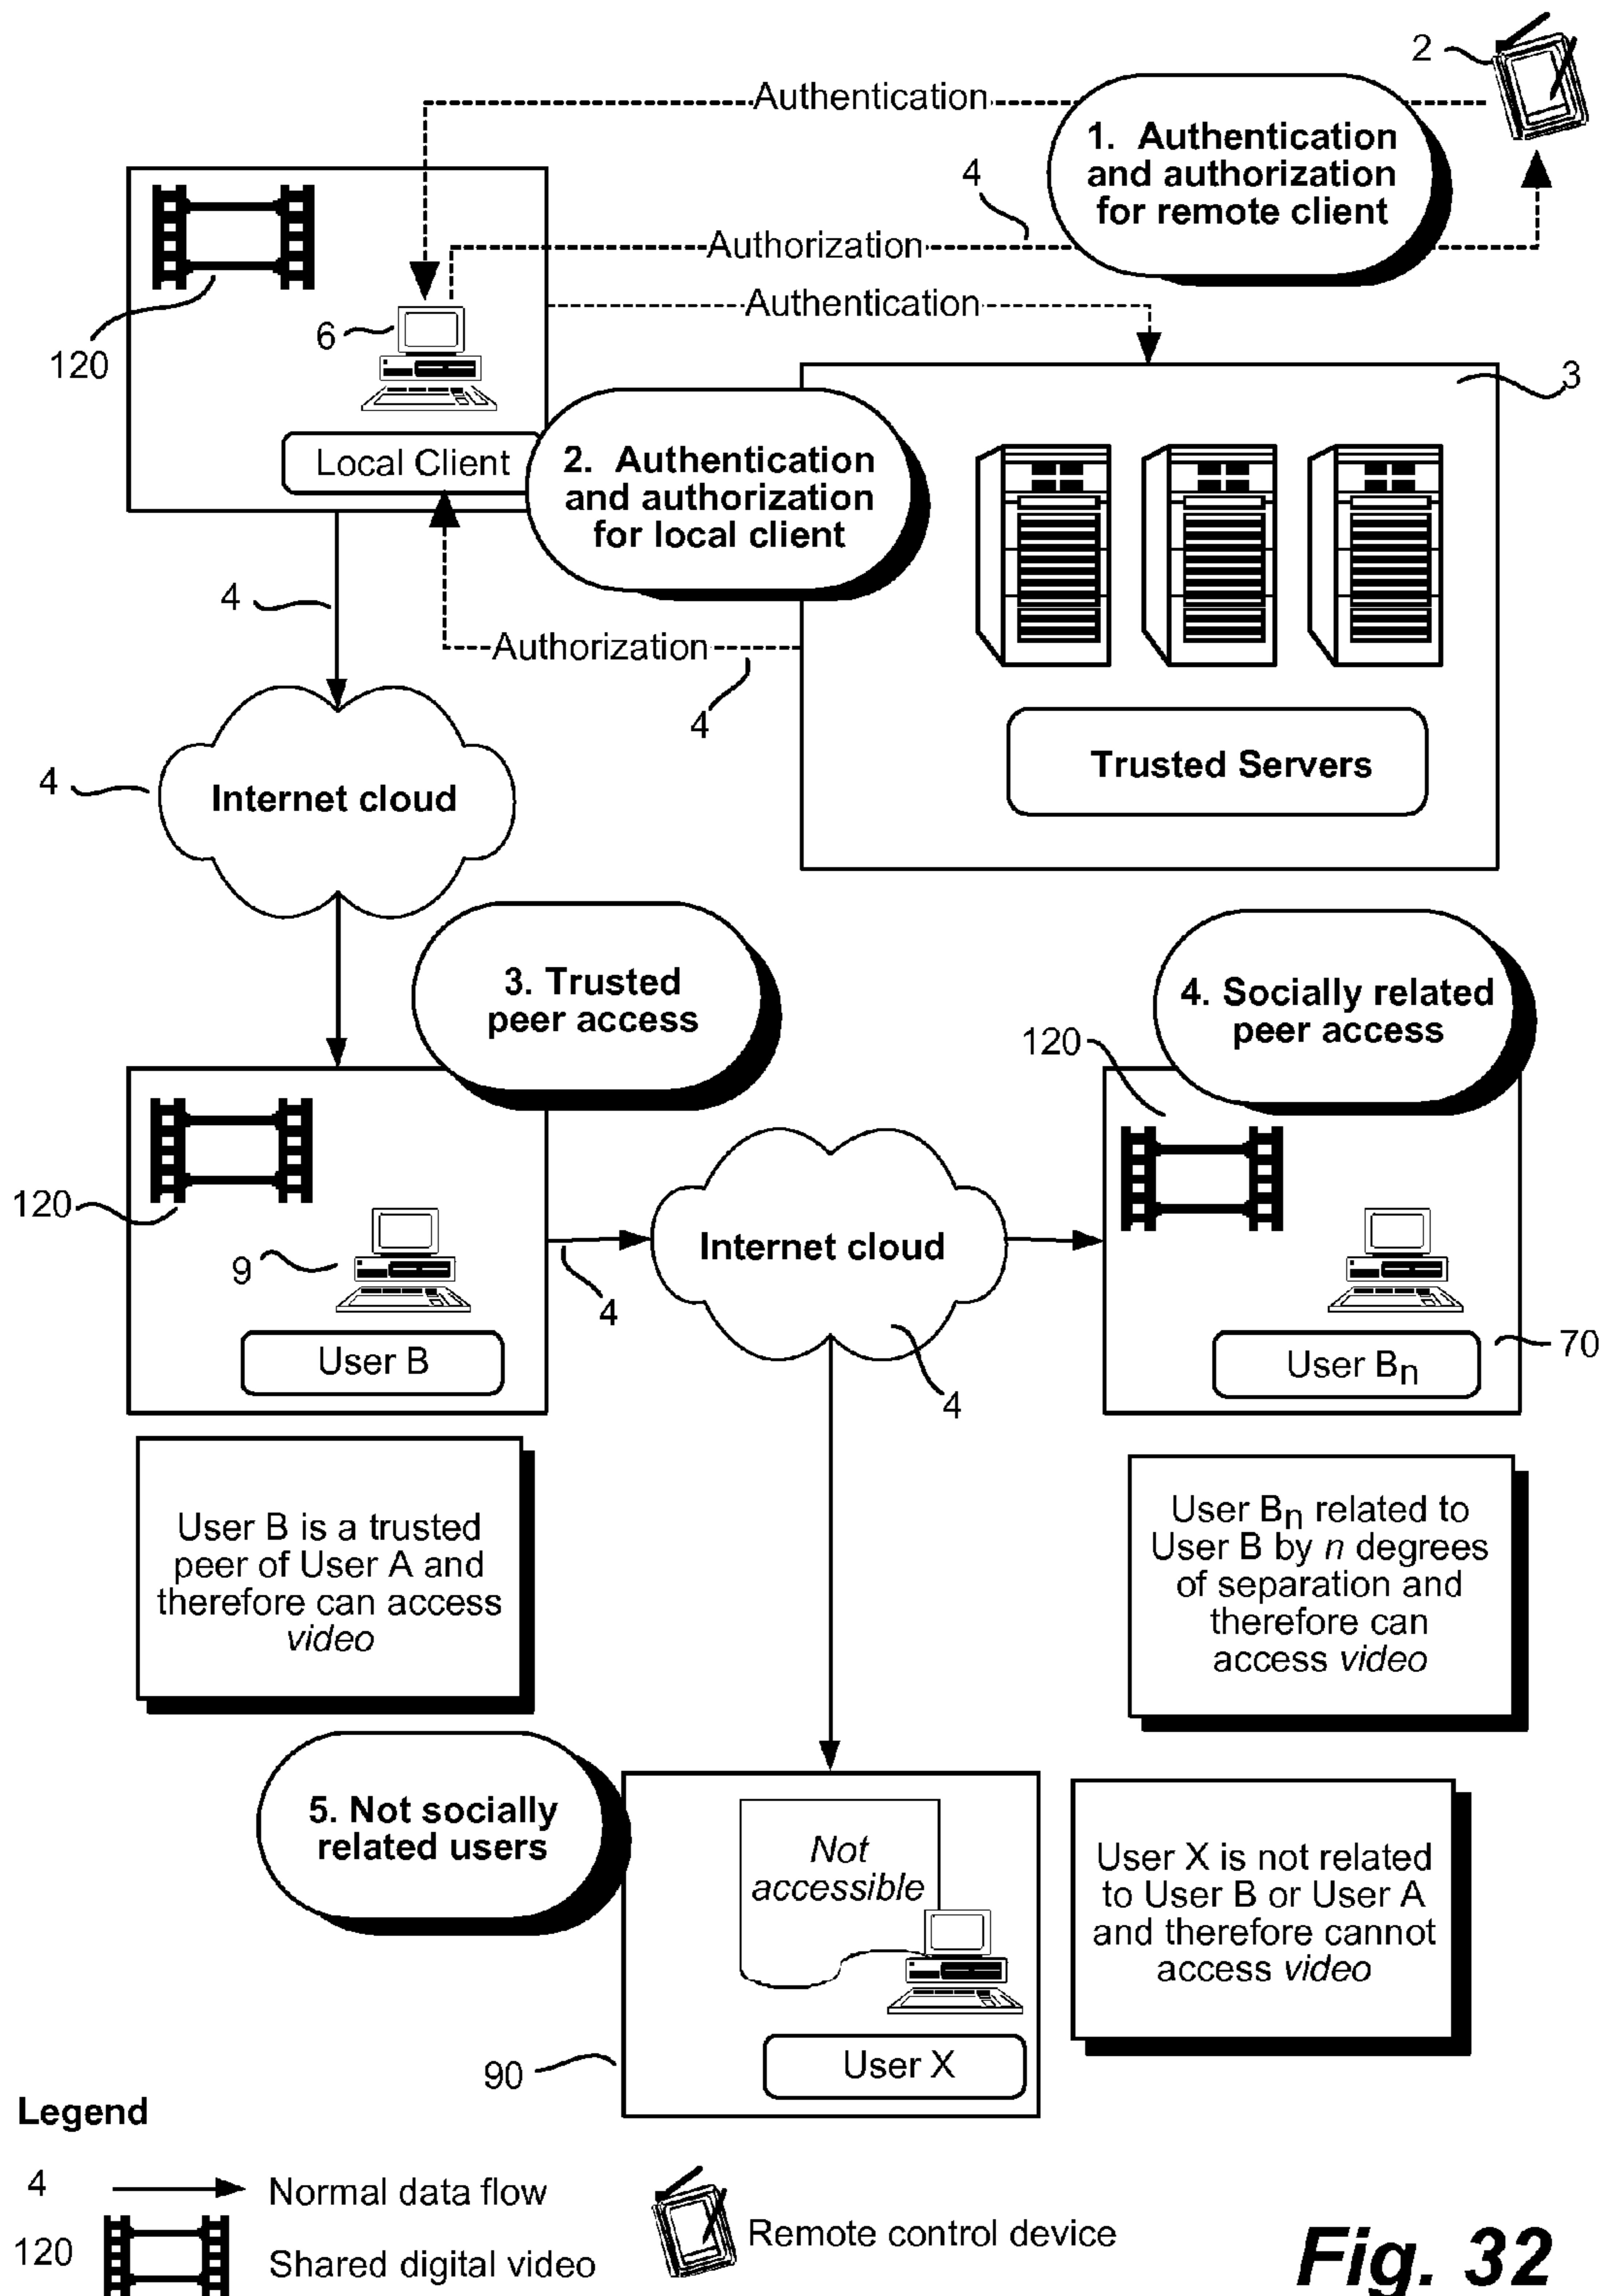 2
Authentication
1. Authentication
and authorization
for remote client
4
Authorization
Authentication
6
120
3
Local Client
2. Authentication
and authorization
for local client
4
Authorization
4
Trusted Servers
4
Internet cloud
3. Trusted
peer access
4. Socially related
peer access
120
120
9
Internet cloud
4
User B
4
User Bn
70
User B is a trusted
peer of User A and
therefore can access
video
User Bn related to
User B by n degrees
of separation and
therefore can
access video
5. Not socially
related users
Not
accessible
User X is not related
to User B or User A
and therefore cannot
access video
90
User X
Legend
4
Normal data flow
120
Shared digital video
Remote control device
Fig. 32